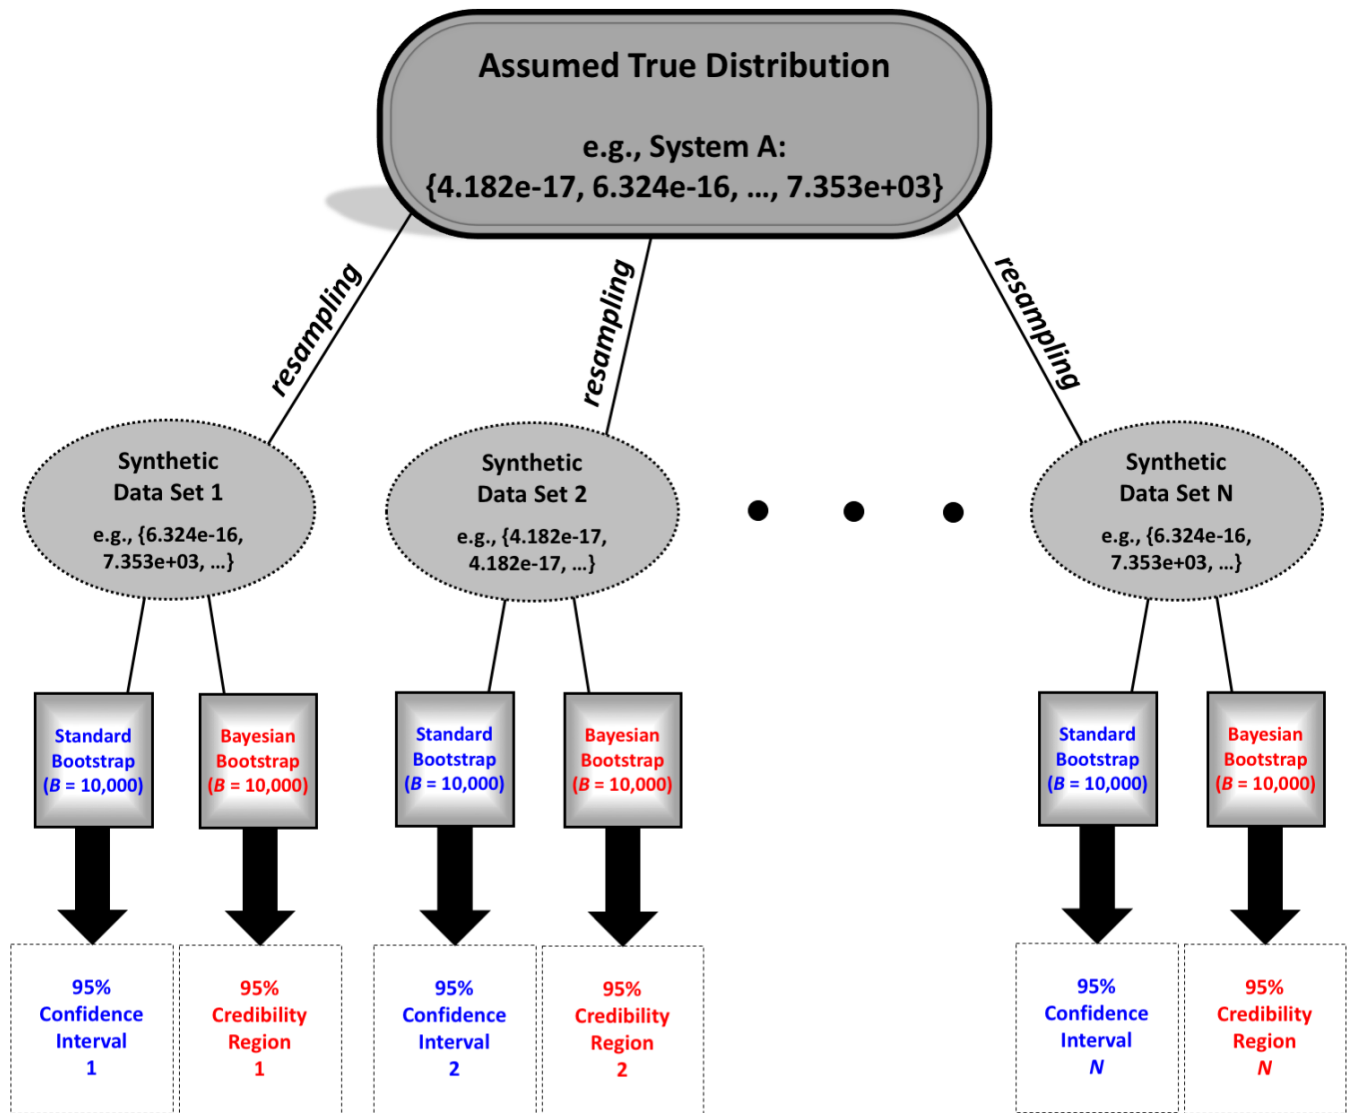 Assumed True Distribution
e.g., System A:
{4.182e-17, 6.324e-16, …, 7.353e+03}
resampling
resampling
resampling
Synthetic
Data Set 1
e.g., {6.324e-16,
7.353e+03, …}
Synthetic
Data Set 2
e.g., {4.182e-17,
4.182e-17, …}
Synthetic
Data Set N
e.g., {6.324e-16,
7.353e+03, …}
Standard
Bootstrap
(B = 10,000)
Bayesian
Bootstrap
(B = 10,000)
Standard
Bootstrap
(B = 10,000)
Bayesian
Bootstrap
(B = 10,000)
Standard
Bootstrap
(B = 10,000)
Bayesian
Bootstrap
(B = 10,000)
95%
Confidence
Interval
1
95%
Credibility
Region
1
95%
Confidence
Interval
2
95%
Credibility
Region
2
95%
Confidence
Interval
N
95%
Credibility
Region
N